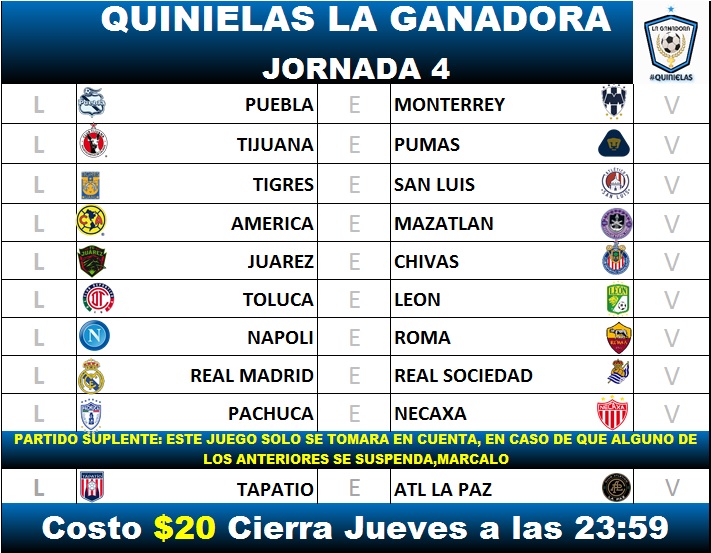 QUINIELAS LA GANADORA
JORNADA 4
LA GANADORA
#QUINIELAS
L PUEBLA E MONTERREY V
L TIJUANA E PUMAS V
L TIGRES E SAN LUIS V
L AMERICA E MAZATLAN V
L JUAREZ E CHIVAS V
L TOLUCA E LEON V
L NAPOLI E ROMA V
L REAL MADRID E REAL SOCIEDAD V
L PACHUCA E NECAXA V
PARTIDO SUPLENTE: ESTE JUEGO SOLO SE TOMARA EN CUENTA, EN CASO DE QUE ALGUNO DE
LOS ANTERIORES SE SUSPENDA,MARCALO
L TAPATIO E ATL LA PAZ V
Costo $20 Cierra Jueves a las 23:59